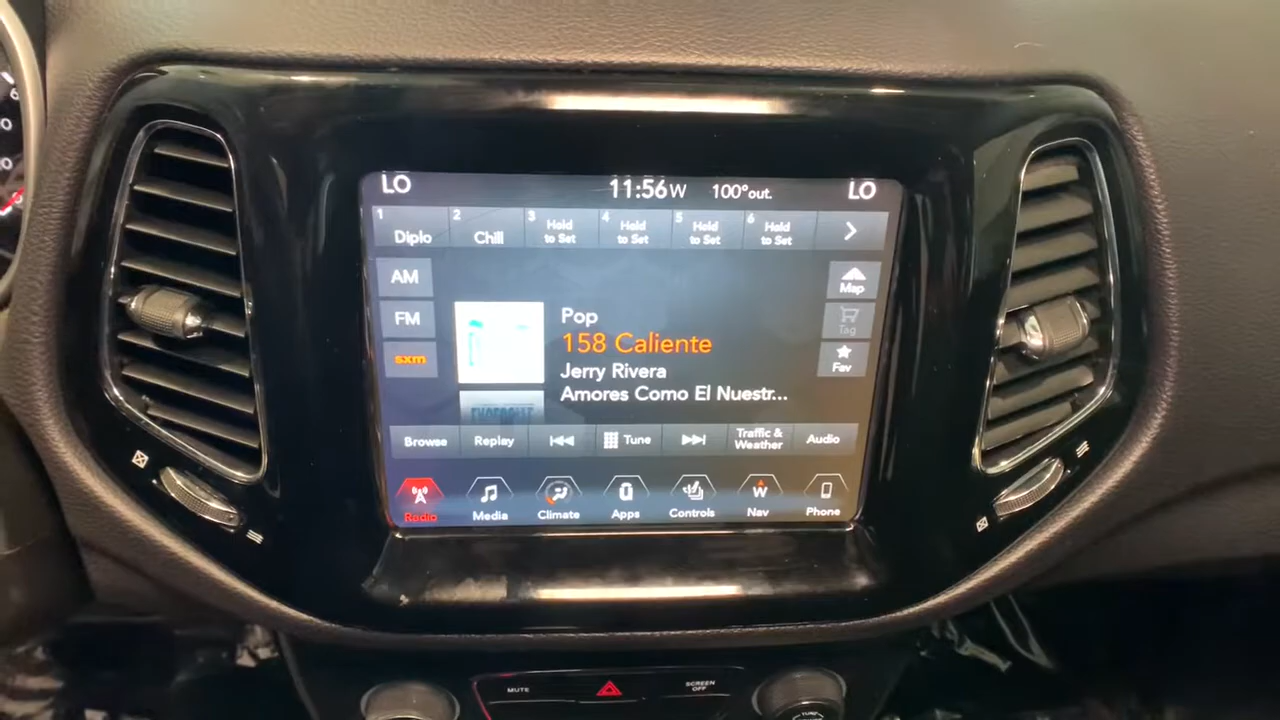 LO 11:56 W 100° out. LO
1 Diplo
2 Chill
3 Hold to Set
4 Hold to Set
5 Hold to Set
6 Hold to Set
AM
Map
FM
Pop
Tag
158 Caliente
sxm
Jerry Rivera
Fav
Amores Como El Nuestr...
Browse Replay Tune Traffic & Weather Audio
W
Radio Media Climate Apps Controls Nav Phone
MUTE
SCREEN OFF